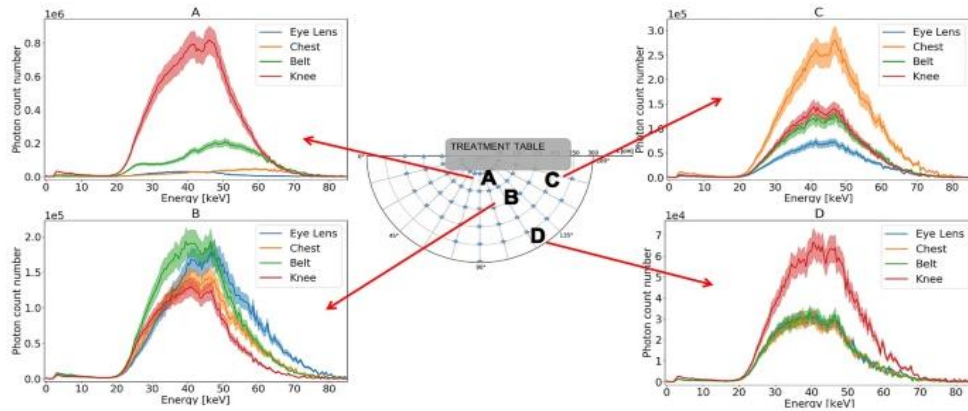 A
1e6
Photon count number
0.8
0.6
0.4
0.2
0.0
Eye Lens
Chest
Belt
Knee
0 10 20 30 40 50 60 70 80
Energy [keV]
B
1e5
Photon count number
2.0
1.5
1.0
0.5
0.0
Eye Lens
Chest
Belt
Knee
0 10 20 30 40 50 60 70 80
Energy [keV]
TREATMENT TABLE
0°
45°
90°
135°
A
B
C
D
C
1e5
Photon count number
3.0
2.5
2.0
1.5
1.0
0.5
0.0
Eye Lens
Chest
Belt
Knee
0 10 20 30 40 50 60 70 80
Energy [keV]
D
1e4
Photon count number
7
6
5
4
3
2
1
0
Eye Lens
Chest
Belt
Knee
0 10 20 30 40 50 60 70 80
Energy [keV]